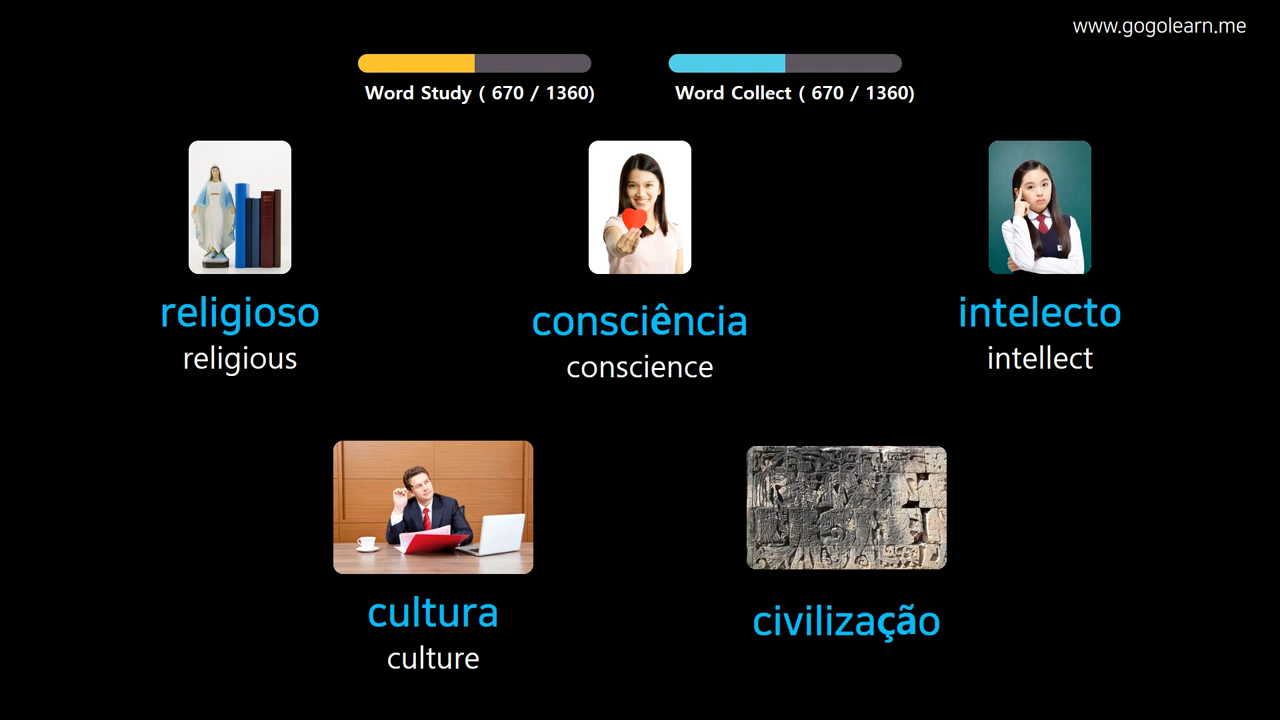 www.gogolearn.me
Word Study ( 670 / 1360)
Word Collect ( 670 / 1360)
religioso
religious
consciência
conscience
intelecto
intellect
cultura
culture
civilização